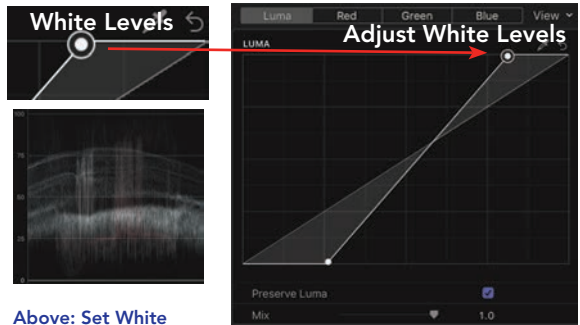 White Levels
100
75
50
25
0
Above: Set White
Luma Red Green Blue View
Adjust White Levels
LUMA
Preserve Luma
Mix 1.0